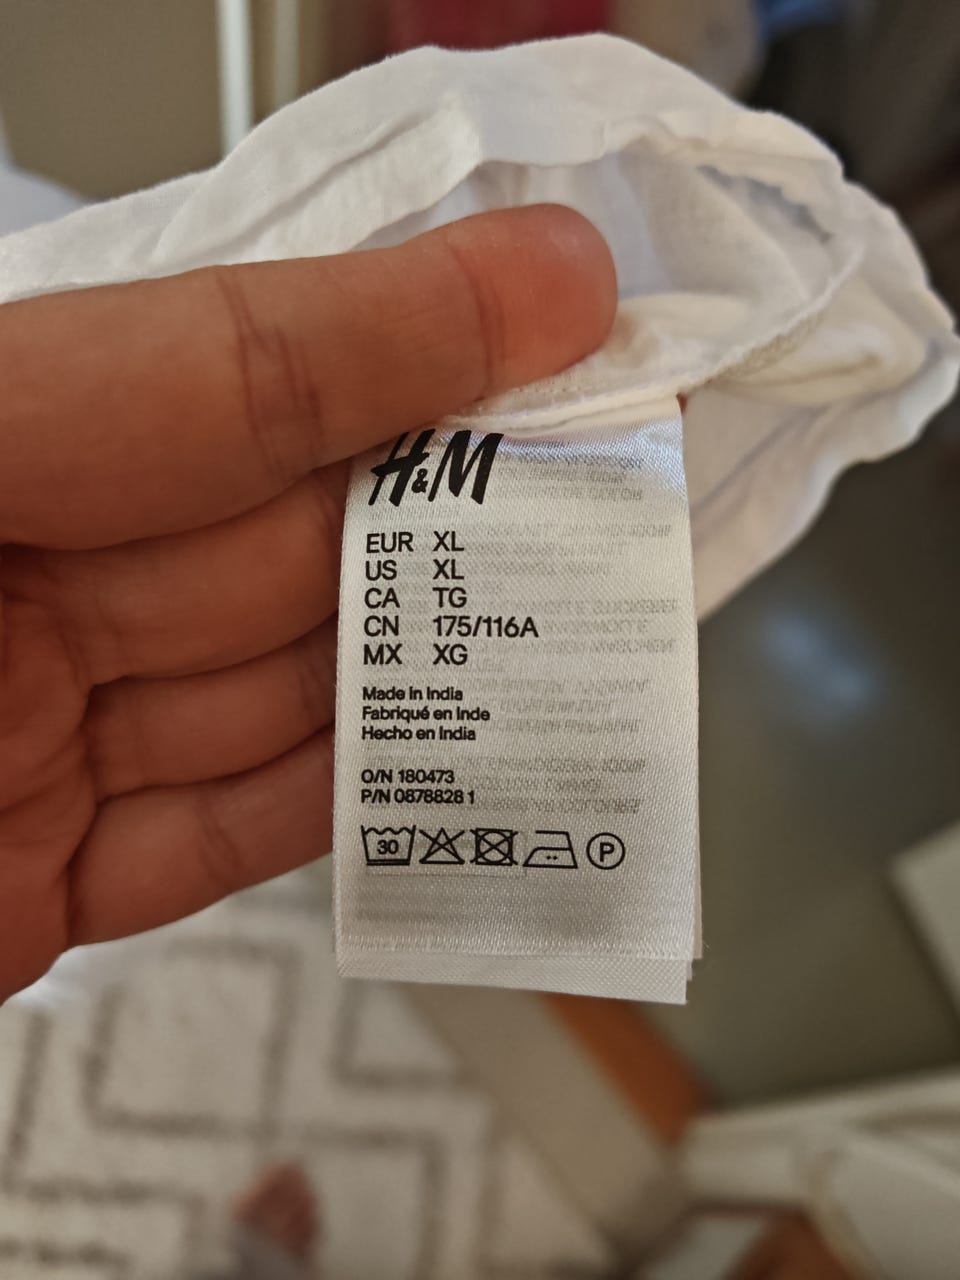 H&M
EUR XL
US XL
CA TG
CN 175/116A
MX XG
Made in India
Fabriqué en Inde
Hecho en India
O/N 180473
P/N 0878828 1
30
P